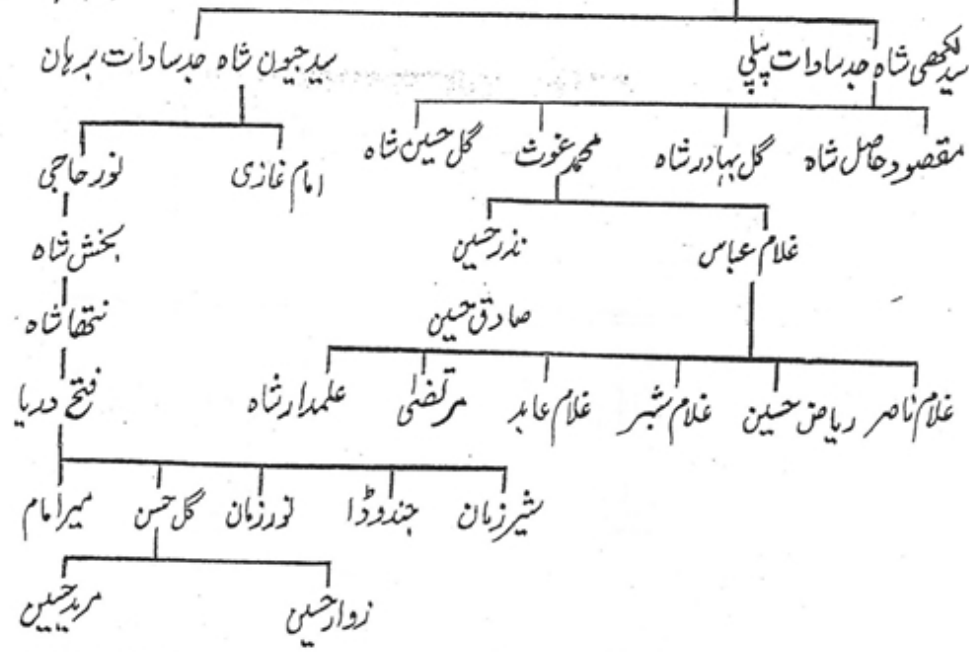 سید لکھی شاہ جد سادات پیلی سید جیون شاہ جد سادات برہان
مقصود حاصل شاہ گل بہادر شاہ محمد غوث گل حسین شاہ امام غازی نور حاجی
غلام عباس نذر حسین بخش شاہ
صادق حسین ننھا شاہ
غلام ناصر ریاض حسین غلام شبر غلام عابد مرتضیٰ علمدار شاہ فتح دریا
شیر زمان جندوڈا نور زمان گل حسن میر امام
زوار حسین مرید حسین